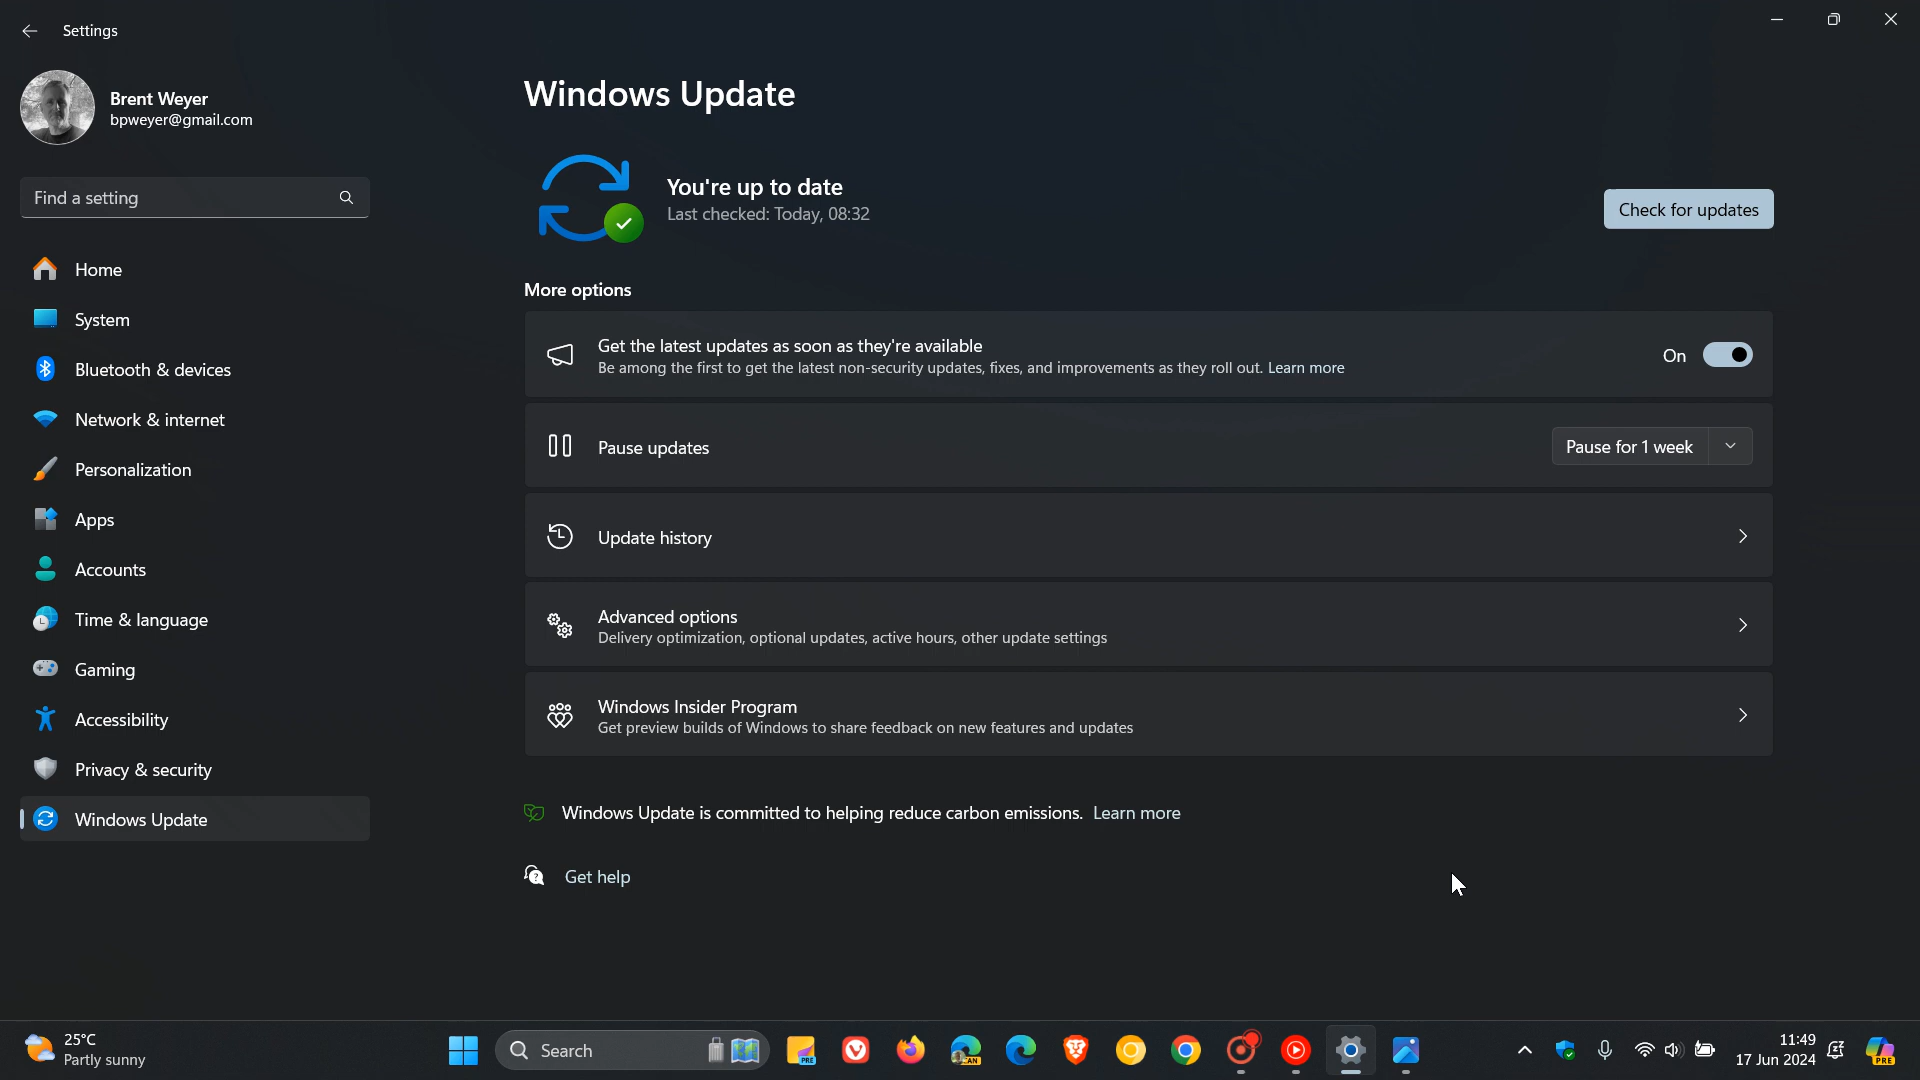 Settings
Brent Weyer
bpweyer@gmail.com
Find a setting
Home
System
Bluetooth & devices
Network & internet
Personalization
Apps
Accounts
Time & language
Gaming
Accessibility
Privacy & security
Windows Update
Windows Update
You're up to date
Last checked: Today, 08:32
Check for updates
More options
Get the latest updates as soon as they're available
Be among the first to get the latest non-security updates, fixes, and improvements as they roll out. Learn more
On
Pause updates
Pause for 1 week
Update history
Advanced options
Delivery optimization, optional updates, active hours, other update settings
Windows Insider Program
Get preview builds of Windows to share feedback on new features and updates
Windows Update is committed to helping reduce carbon emissions. Learn more
Get help
25°C
Partly sunny
Search
PRE
CAN
11:49
17 Jun 2024
PRE